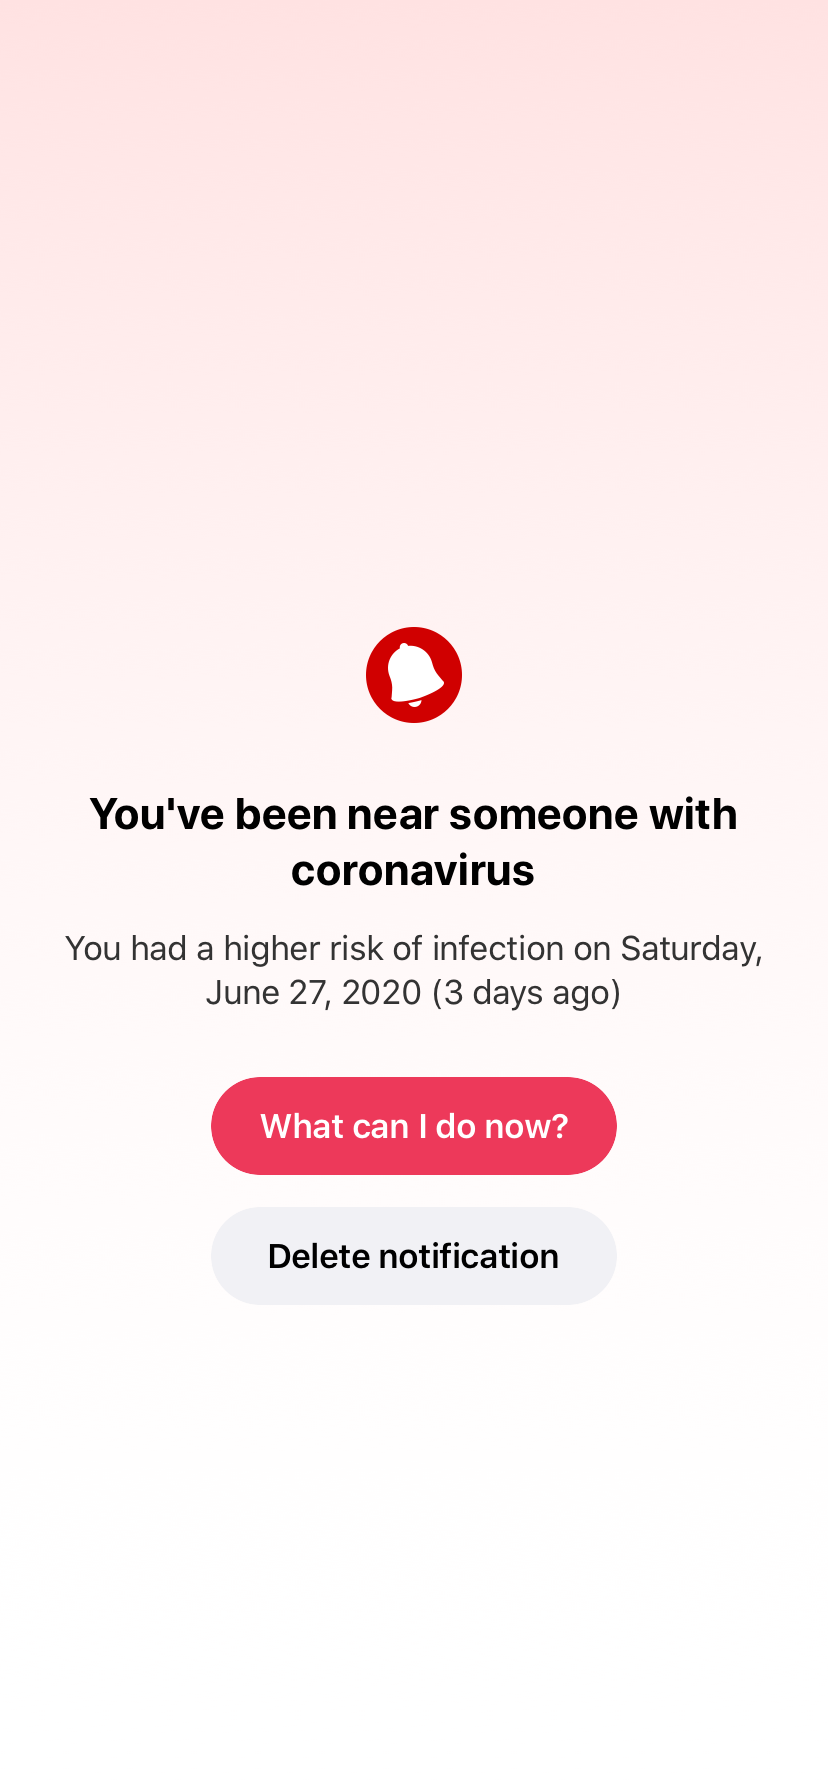 You've been near someone with
coronavirus
You had a higher risk of infection on Saturday,
June 27, 2020 (3 days ago)
What can I do now?
Delete notification